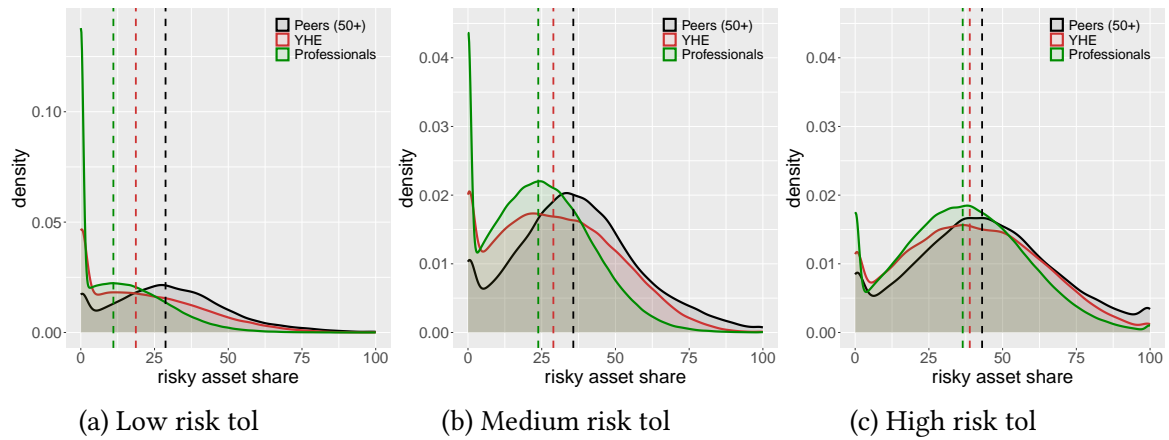 Peers (50+)
YHE
Professionals
0.10
0.05
0.00
density
0 25 50 75 100
risky asset share
(a) Low risk tol
Peers (50+)
YHE
Professionals
0.04
0.03
0.02
0.01
0.00
density
0 25 50 75 100
risky asset share
(b) Medium risk tol
Peers (50+)
YHE
Professionals
0.04
0.03
0.02
0.01
0.00
density
0 25 50 75 100
risky asset share
(c) High risk tol